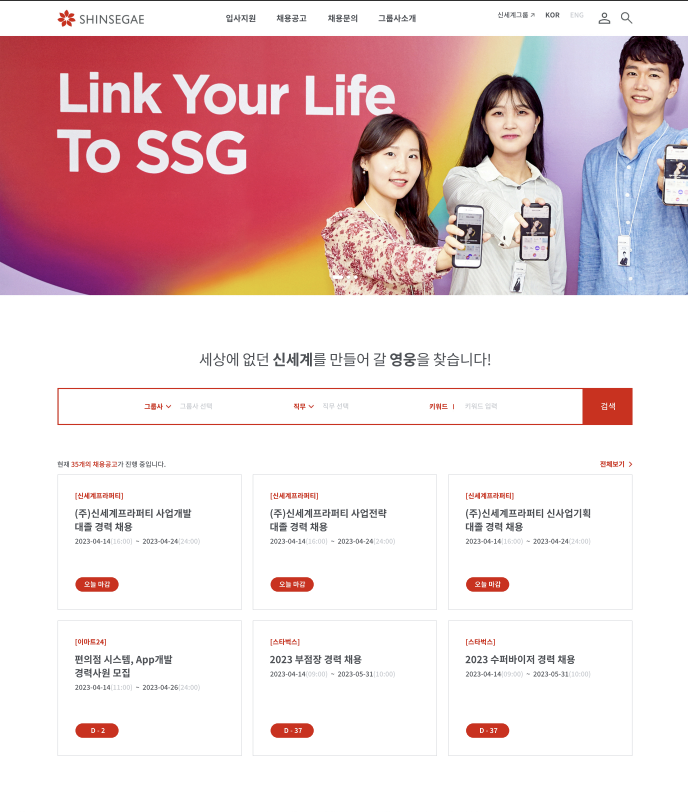 SHINSEGAE
입사지원 채용공고 채용문의 그룹사소개
신세계그룹 ↗ KOR ENG
Link Your Life
To SSG
세상에 없던 신세계를 만들어 갈 영웅을 찾습니다!
그룹사 그룹사 선택 직무 직무 선택 키워드 키워드 입력 검색
현재 35개의 채용공고가 진행 중입니다.
전체보기
[신세계프라퍼티]
(주)신세계프라퍼티 사업개발
대졸 경력 채용
2023-04-14(16:00) ~ 2023-04-24(24:00)
오늘 마감
[신세계프라퍼티]
(주)신세계프라퍼티 사업전략
대졸 경력 채용
2023-04-14(16:00) ~ 2023-04-24(24:00)
오늘 마감
[신세계프라퍼티]
(주)신세계프라퍼티 신사업기획
대졸 경력 채용
2023-04-14(16:00) ~ 2023-04-24(24:00)
오늘 마감
[이마트24]
편의점 시스템, App개발
경력사원 모집
2023-04-14(11:00) ~ 2023-04-26(24:00)
D - 2
[스타벅스]
2023 부점장 경력 채용
2023-04-14(09:00) ~ 2023-05-31(10:00)
D - 37
[스타벅스]
2023 수퍼바이저 경력 채용
2023-04-14(09:00) ~ 2023-05-31(10:00)
D - 37